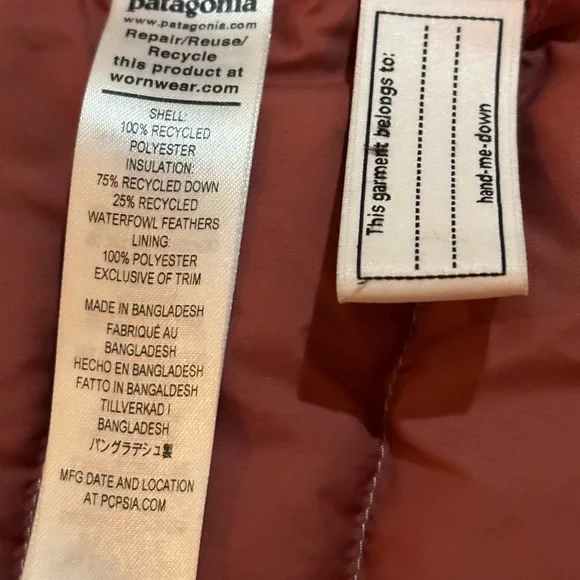 patagonia
www.patagonia.com
Repair/Reuse/
Recycle
this product at
wornwear.com
SHELL:
100% RECYCLED
POLYESTER
INSULATION:
75% RECYCLED DOWN
25% RECYCLED
WATERFOWL FEATHERS
LINING:
100% POLYESTER
EXCLUSIVE OF TRIM
MADE IN BANGLADESH
FABRIQUÉ AU
BANGLADESH
HECHO EN BANGLADESH
FATTO IN BANGALDESH
TILLVERKAD I
BANGLADESH
バングラデシュ製
MFG DATE AND LOCATION
AT PCPSIA.COM
This garment belongs to:
hand-me-down